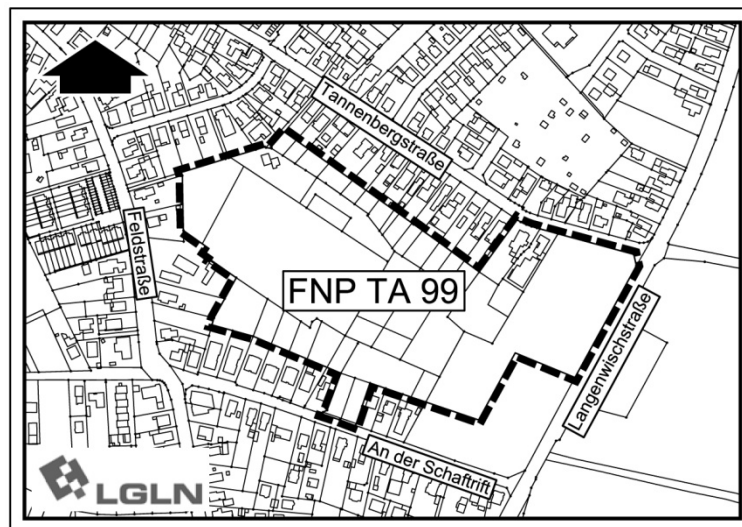 Tannenbergstraße
Feldstraße
FNP TA 99
Langenwischstraße
An der Schaftrift
LGLN